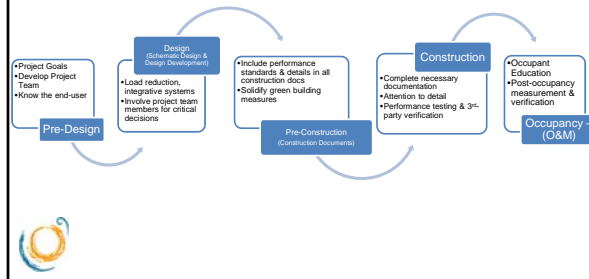 •Project Goals
•Develop Project
Team
•Know the end-user
Pre-Design
Design
(Schematic Design &
Design Development)
•Load reduction,
integrative systems
•Involve project team
members for critical
decisions
•Include performance
standards & details in all
construction docs
•Solidify green building
measures
Pre-Construction
(Construction Documents)
Construction
•Complete necessary
documentation
•Attention to detail
•Performance testing & 3rd-
party verification
•Occupant
Education
•Post-occupancy
measurement &
verification
Occupancy -
(O&M)